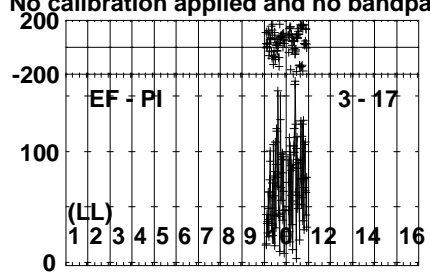 No calibration applied and no bandpa
200
-200
EF - PI 3 - 17
100
(LL)
1 2 3 4 5 6 7 8 9 10 12 14 16
0